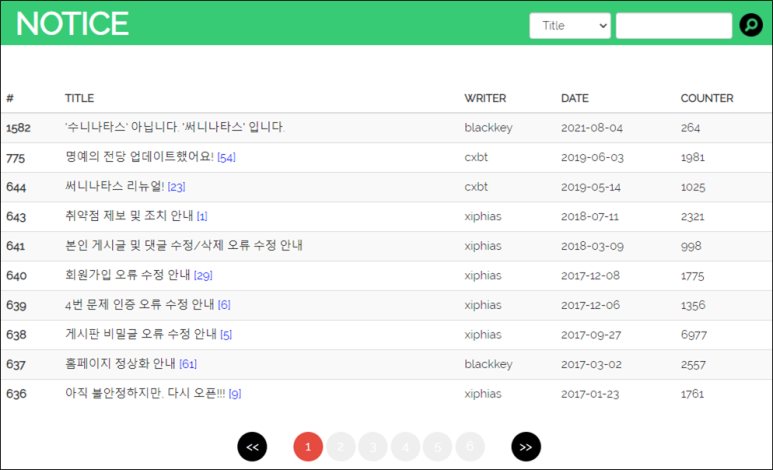 NOTICE Title
# TITLE WRITER DATE COUNTER
1582 '수니나타스' 아닙니다. '써니나타스' 입니다. blackkey 2021-08-04 264
775 명예의 전당 업데이트했어요! [54] cxbt 2019-06-03 1981
644 써니나타스 리뉴얼! [23] cxbt 2019-05-14 1025
643 취약점 제보 및 조치 안내 [1] xiphias 2018-07-11 2321
641 본인 게시글 및 댓글 수정/삭제 오류 수정 안내 xiphias 2018-03-09 998
640 회원가입 오류 수정 안내 [29] xiphias 2017-12-08 1775
639 4번 문제 인증 오류 수정 안내 [6] xiphias 2017-12-06 1356
638 게시판 비밀글 오류 수정 안내 [5] xiphias 2017-09-27 6977
637 홈페이지 정상화 안내 [61] blackkey 2017-03-02 2557
636 아직 불안정하지만, 다시 오픈!!! [9] xiphias 2017-01-23 1761
<< 1 2 3 4 5 6 >>